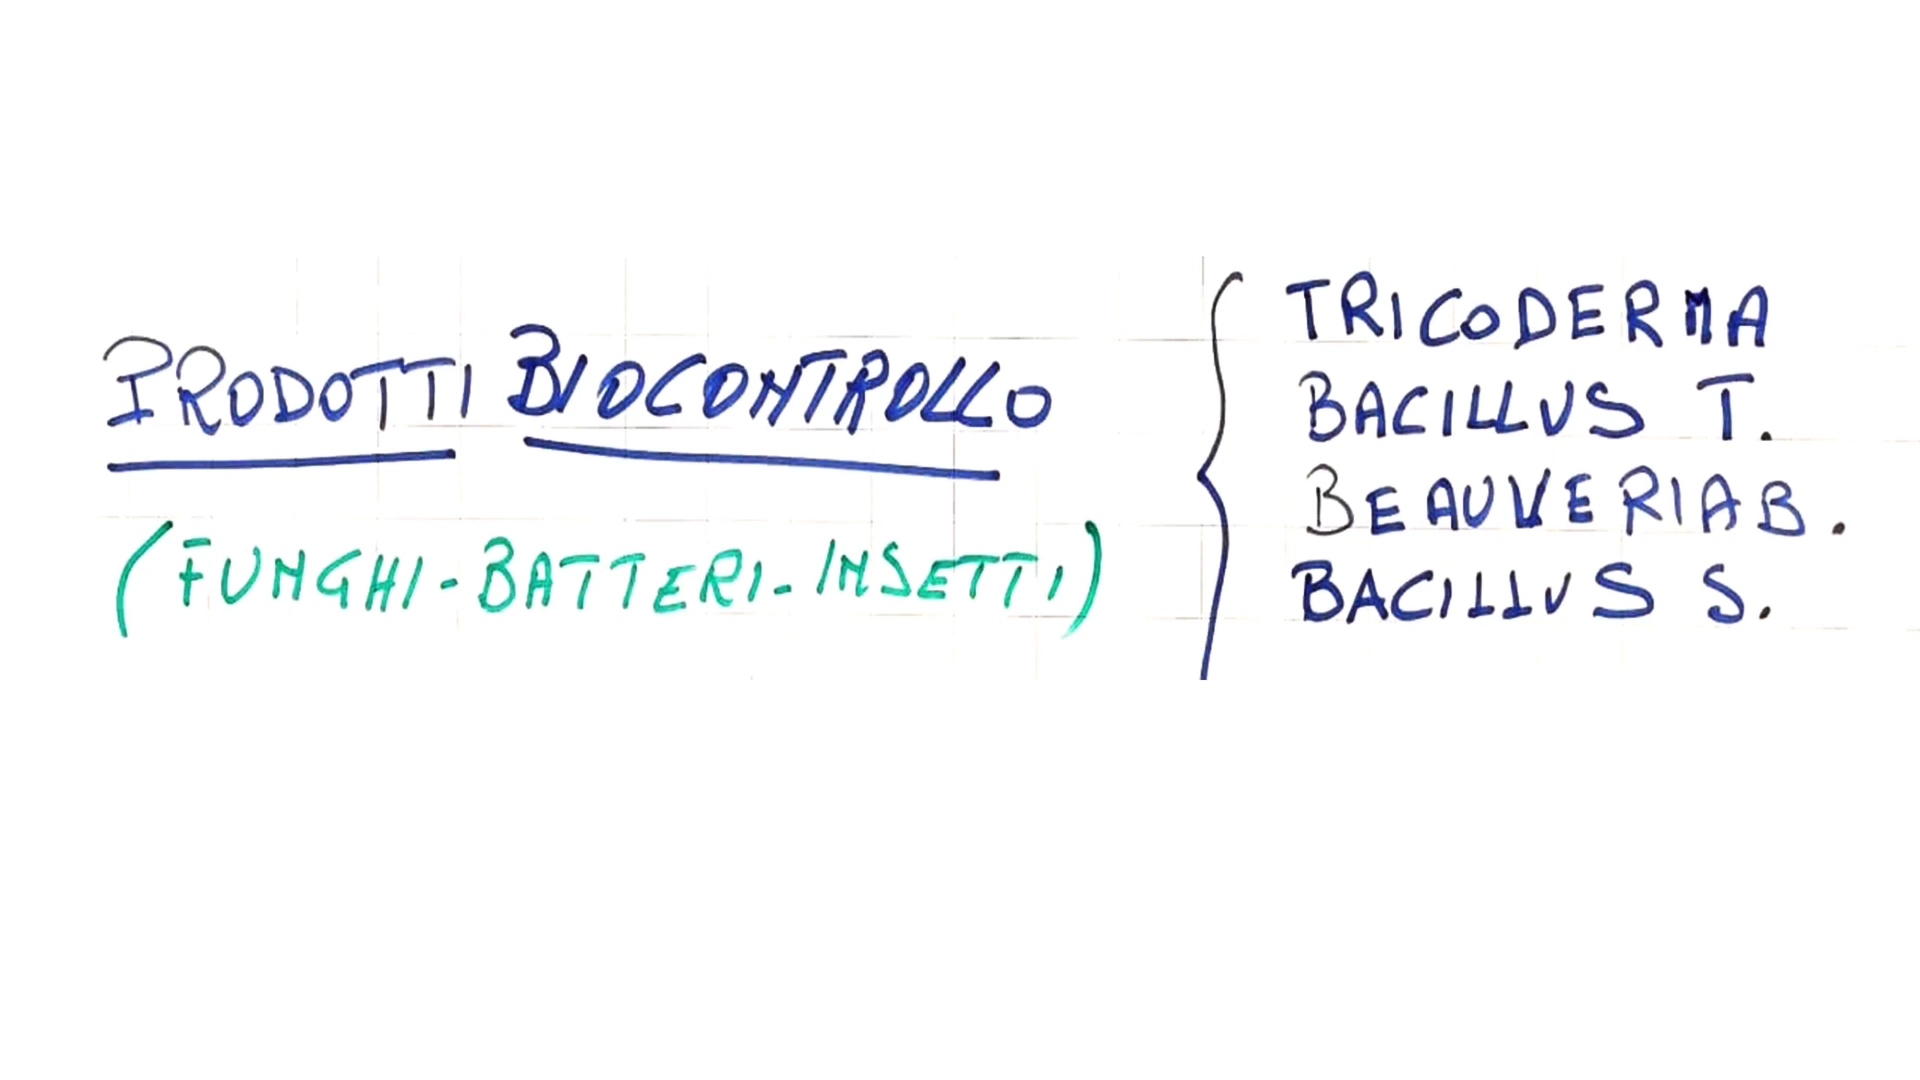 PRODOTTI BIOCONTROLLO
(FUNGHI-BATTERI-INSETTI)
TRICODERMA
BACILLUS T.
BEAUVERIA B.
BACILLUS S.